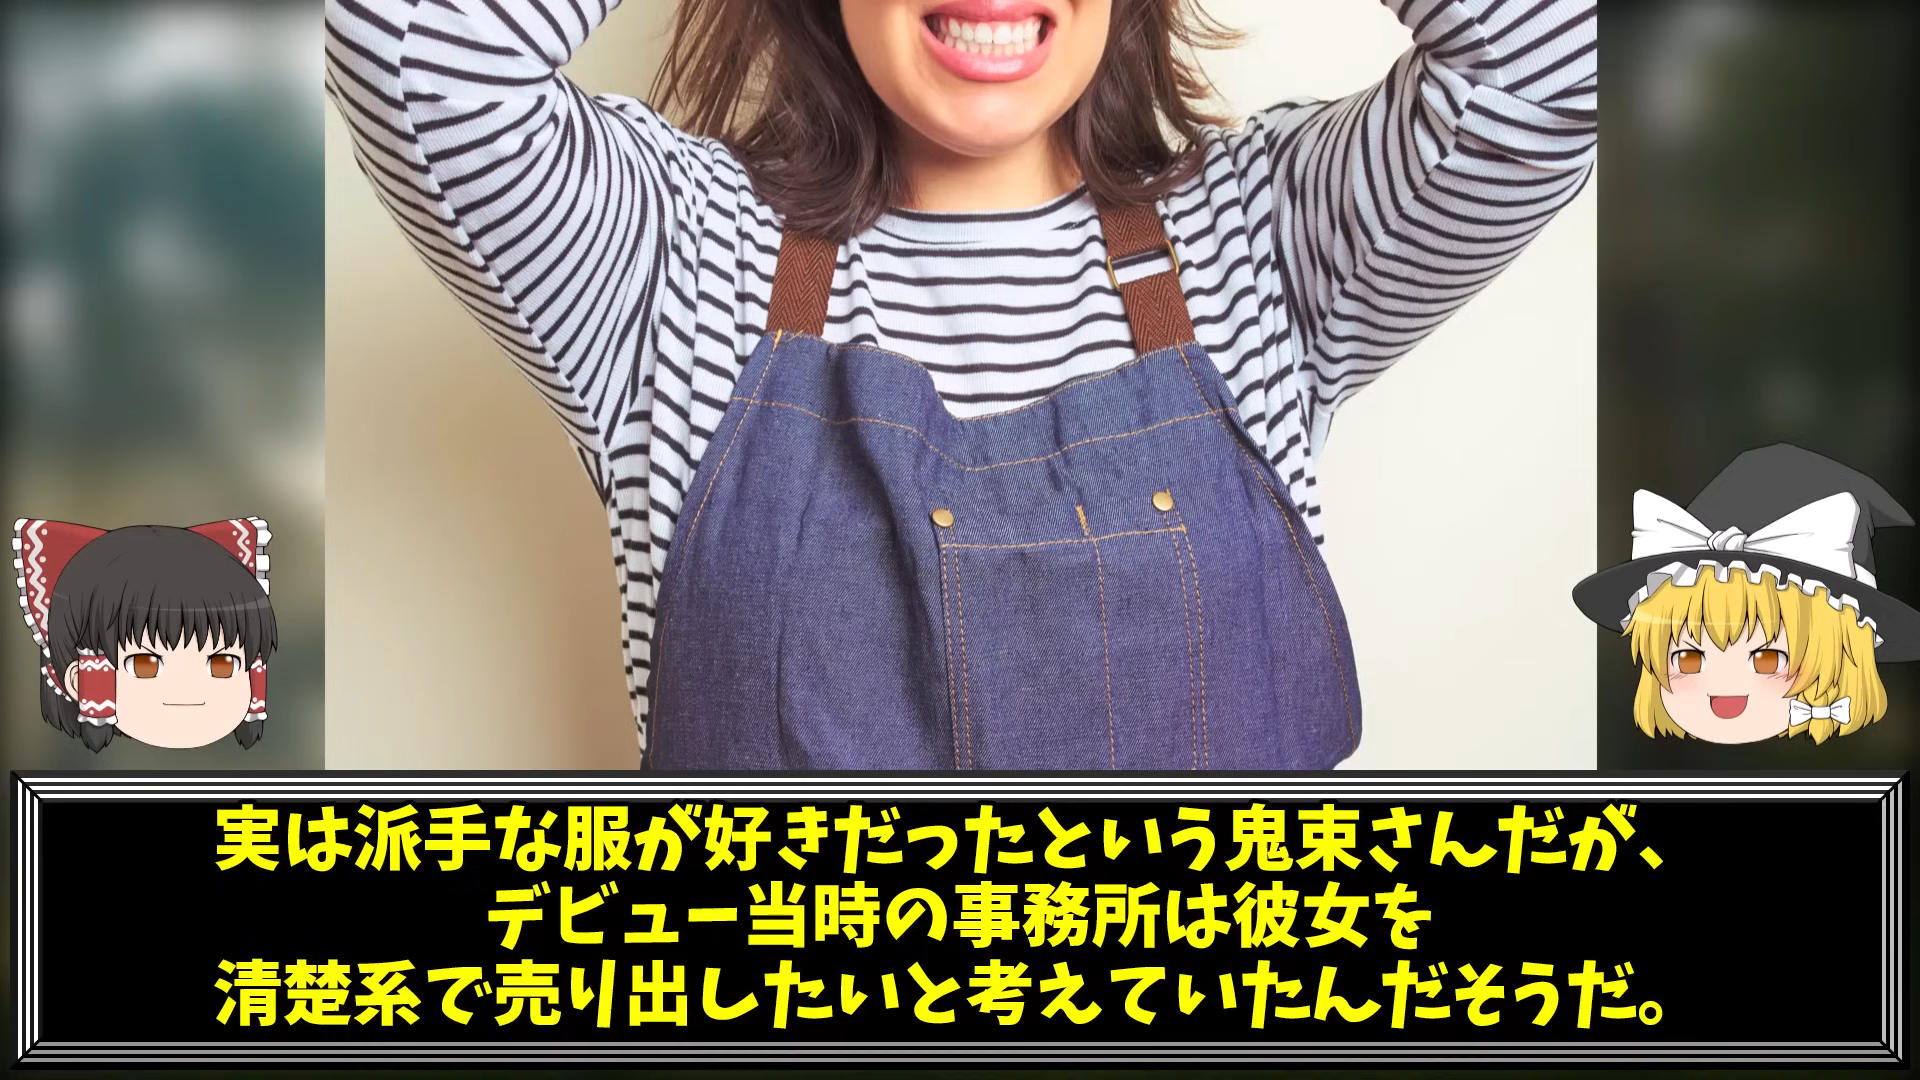 実は派手な服が好きだったという鬼束さんだが、
デビュー当時の事務所は彼女を
清楚系で売り出したいと考えていたんだそうだ。